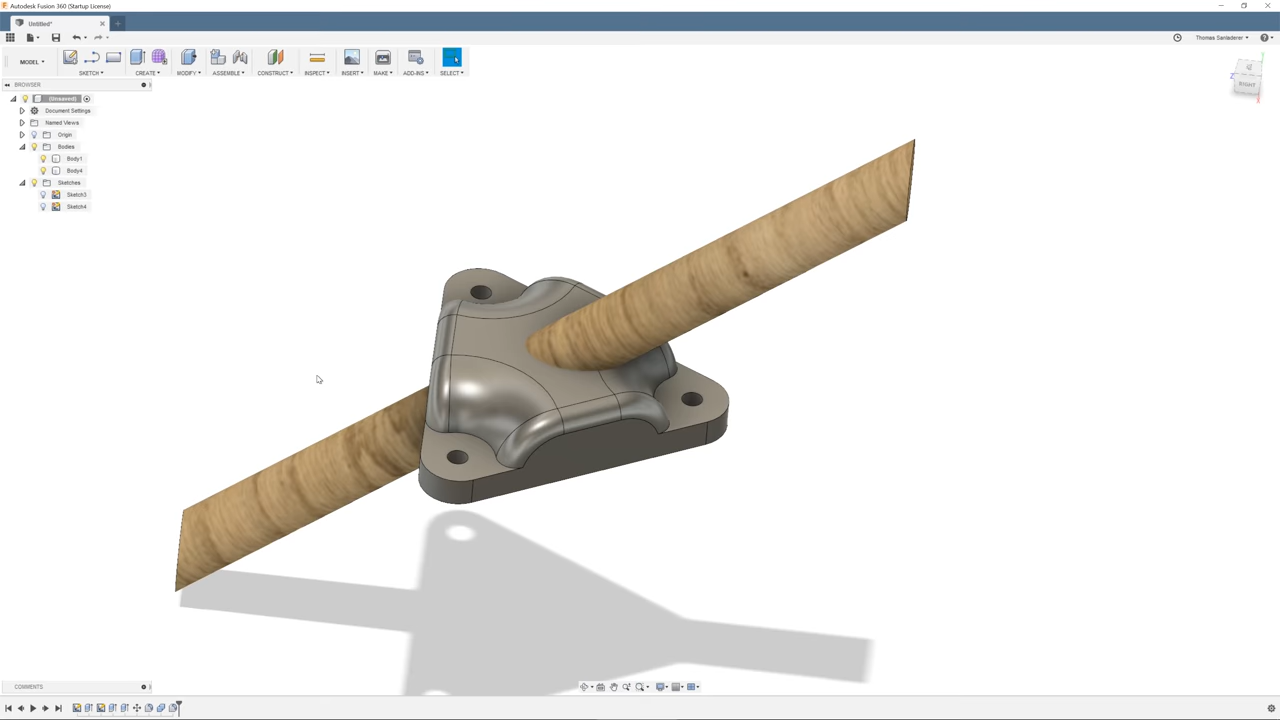 Autodesk Fusion 360 (Startup License)
Untitled*
Thomas Sanladerer
MODEL
SKETCH
CREATE
MODIFY
ASSEMBLE
CONSTRUCT
INSPECT
INSERT
MAKE
ADD-INS
SELECT
BROWSER
(Unsaved)
Document Settings
Named Views
Origin
Bodies
Body1
Body4
Sketches
Sketch3
Sketch4
RIGHT
Z
COMMENTS